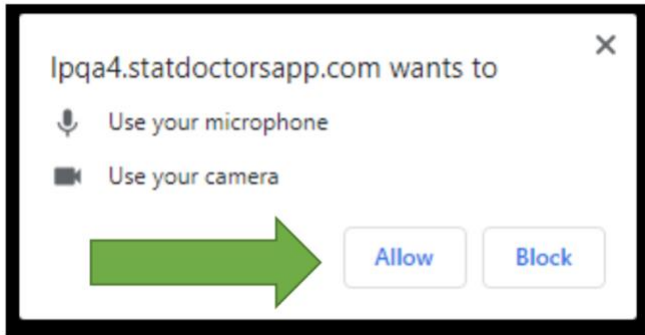 lpqa4.statdoctorsapp.com wants to
Use your microphone
Use your camera
Allow Block